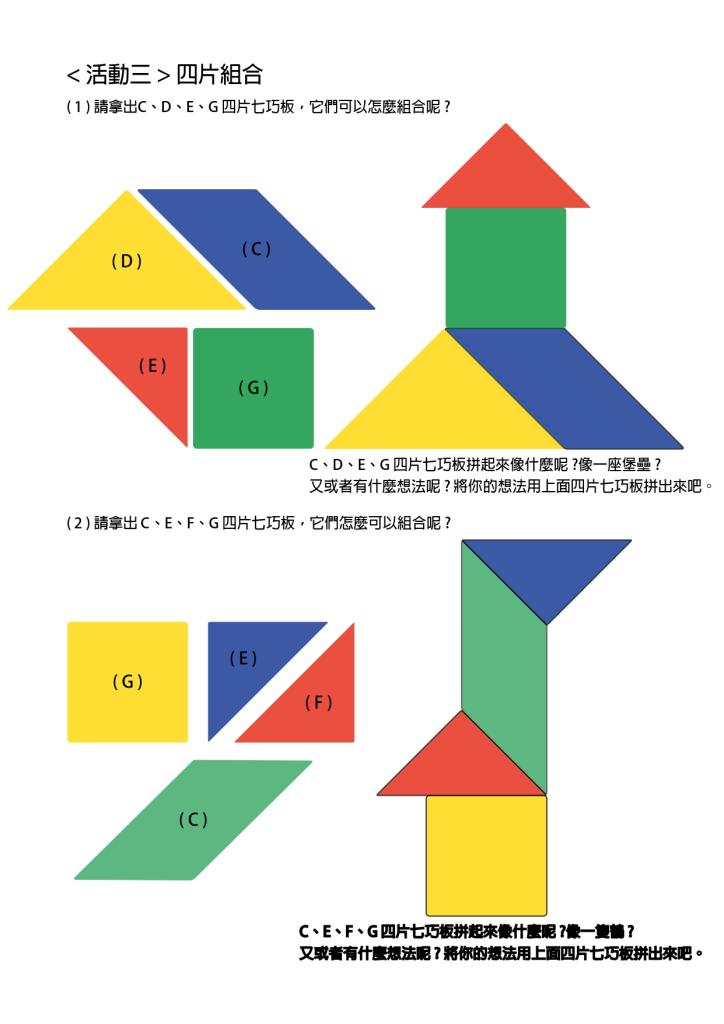 <活動三>四片組合
(1)請拿出C、D、E、G四片七巧板，它們可以怎麼組合呢?
(D)
(C)
(E)
(G)
C、D、E、G四片七巧板拼起來像什麼呢?像一座堡壘?
又或者有什麼想法呢?將你的想法用上面四片七巧板拼出來吧。
(2)請拿出C、E、F、G四片七巧板，它們怎麼可以組合呢?
(G)
(E)
(F)
(C)
C、E、F、G四片七巧板拼起來像什麼呢?像一隻鶴?
又或者有什麼想法呢?將你的想法用上面四片七巧板拼出來吧。